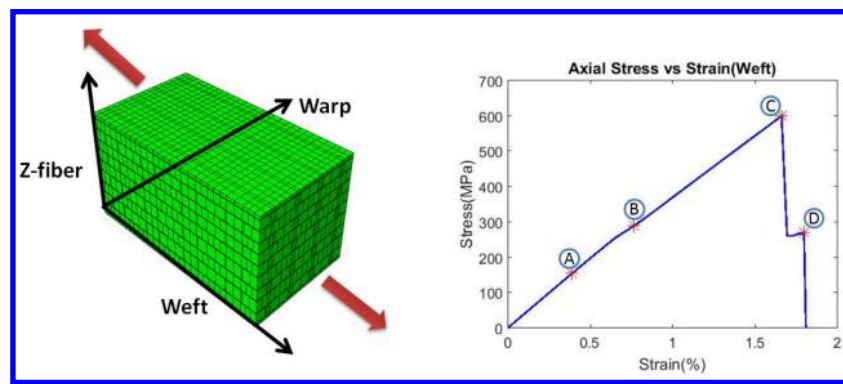 Warp
Z-fiber
Weft
Axial Stress vs Strain(Weft)
700
600
500
400
300
200
100
0
Stress(MPa)
A
B
C
D
0
0.5
1
1.5
2
Strain(%)